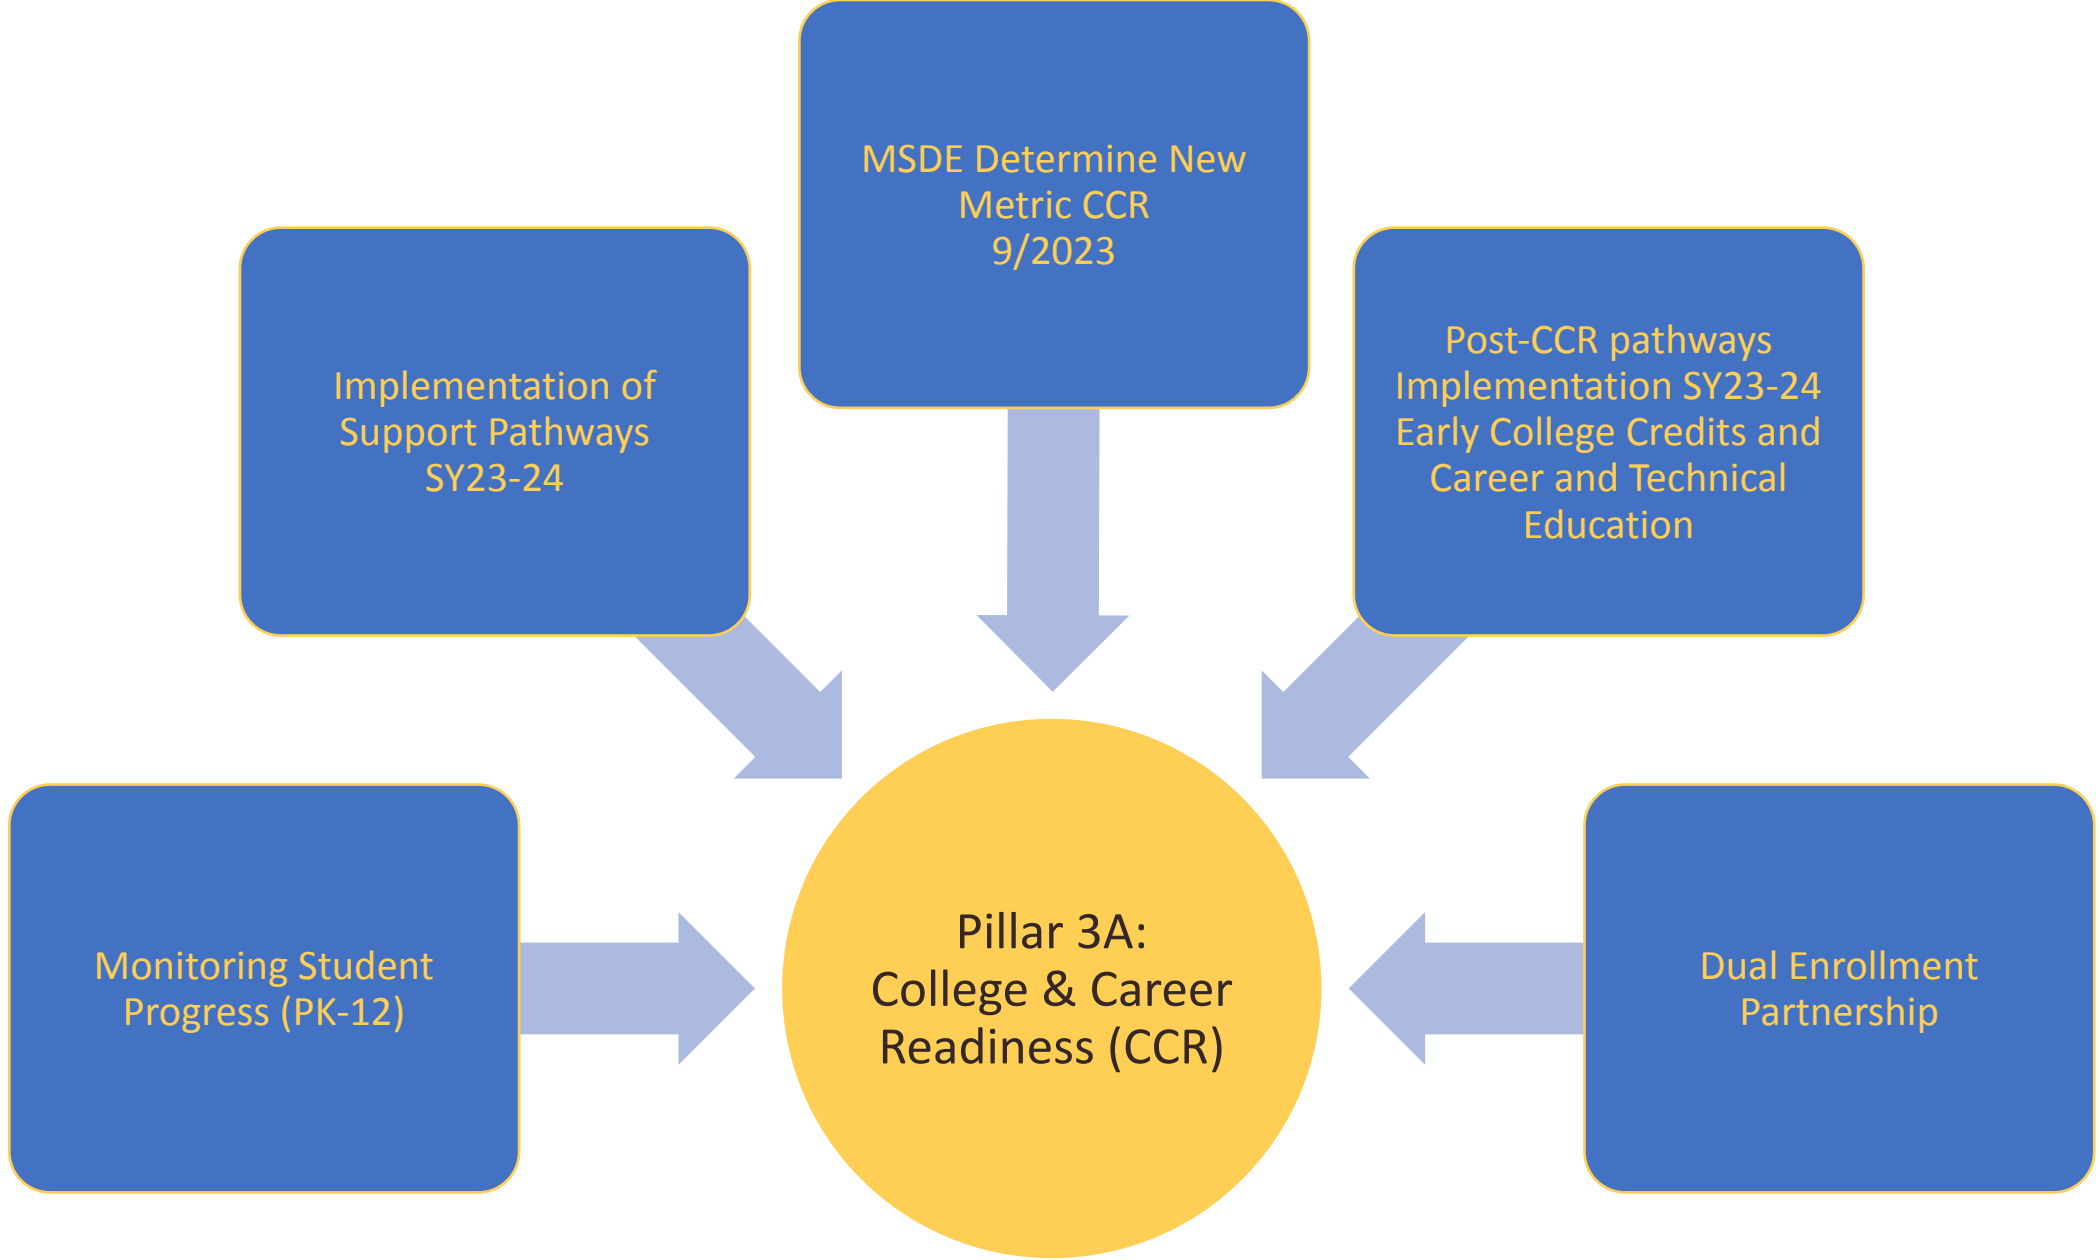 MSDE Determine New
Metric CCR
9/2023
Implementation of
Support Pathways
SY23-24
Post-CCR pathways
Implementation SY23-24
Early College Credits and
Career and Technical
Education
Monitoring Student
Progress (PK-12)
Pillar 3A:
College & Career
Readiness (CCR)
Dual Enrollment
Partnership